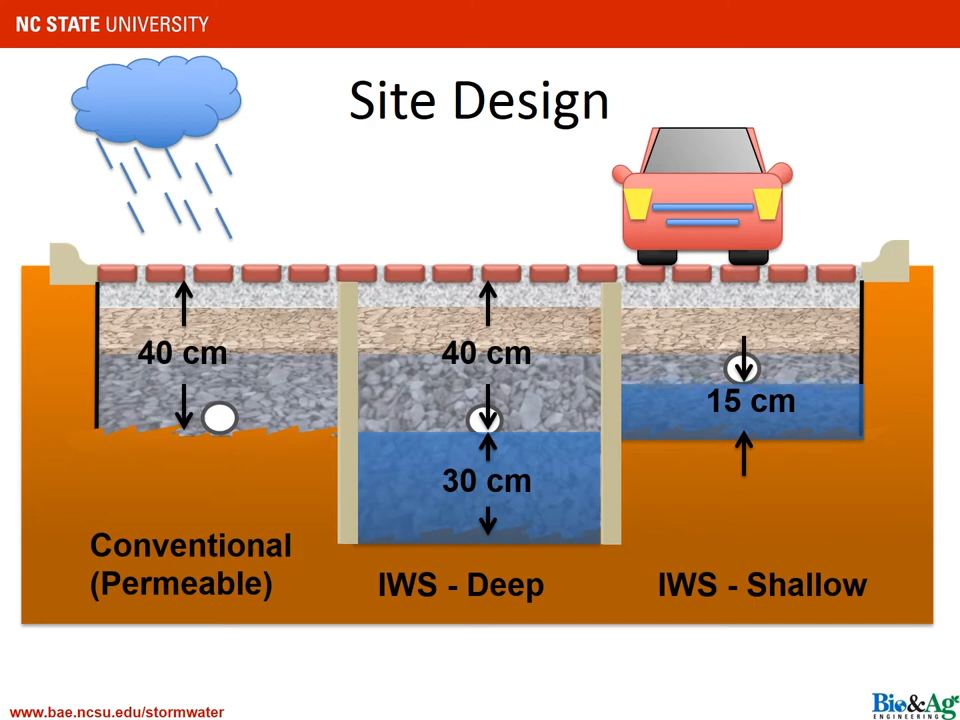 NC STATE UNIVERSITY
Site Design
40 cm
40 cm
15 cm
30 cm
Conventional
(Permeable)
IWS - Deep
IWS - Shallow
www.bae.ncsu.edu/stormwater
Bio&Ag
ENGINEERING